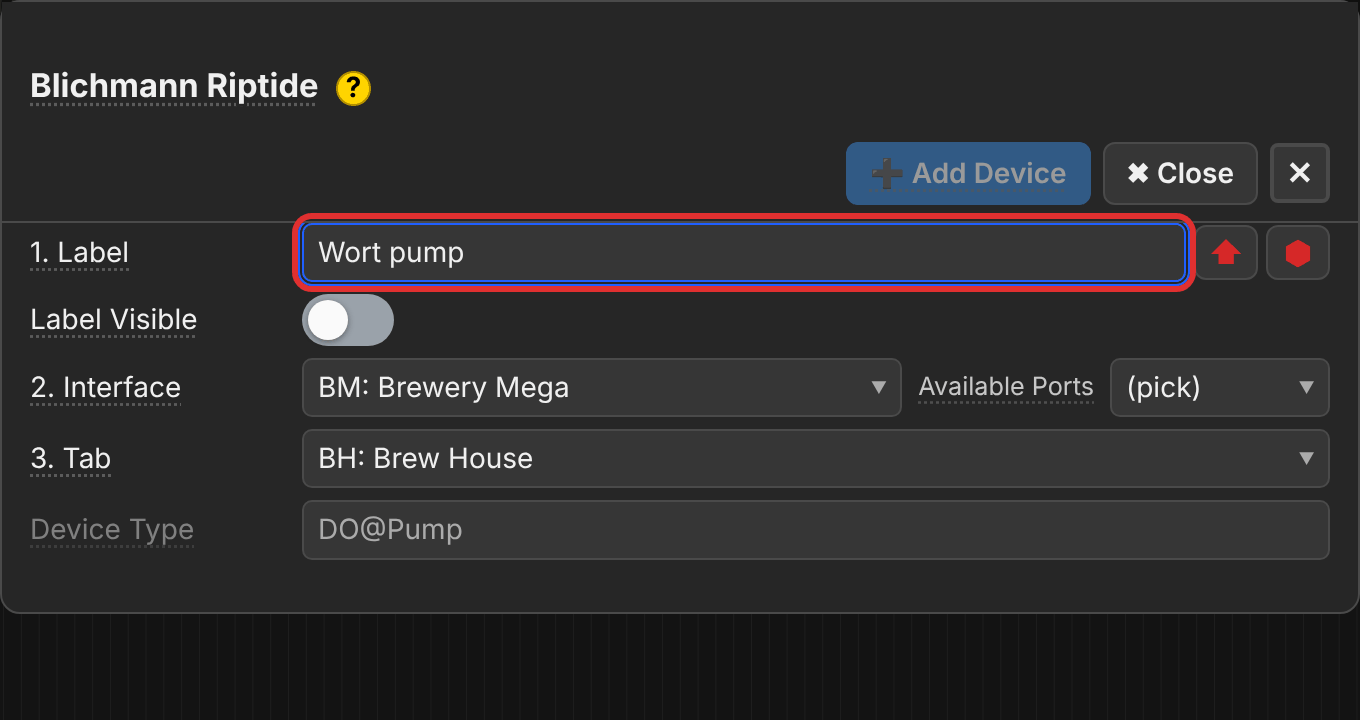 Blichmann Riptide ?
➕ Add Device ✖ Close ✕
1. Label Wort pump
Label Visible
2. Interface BM: Brewery Mega ▼ Available Ports (pick) ▼
3. Tab BH: Brew House ▼
Device Type DO@Pump